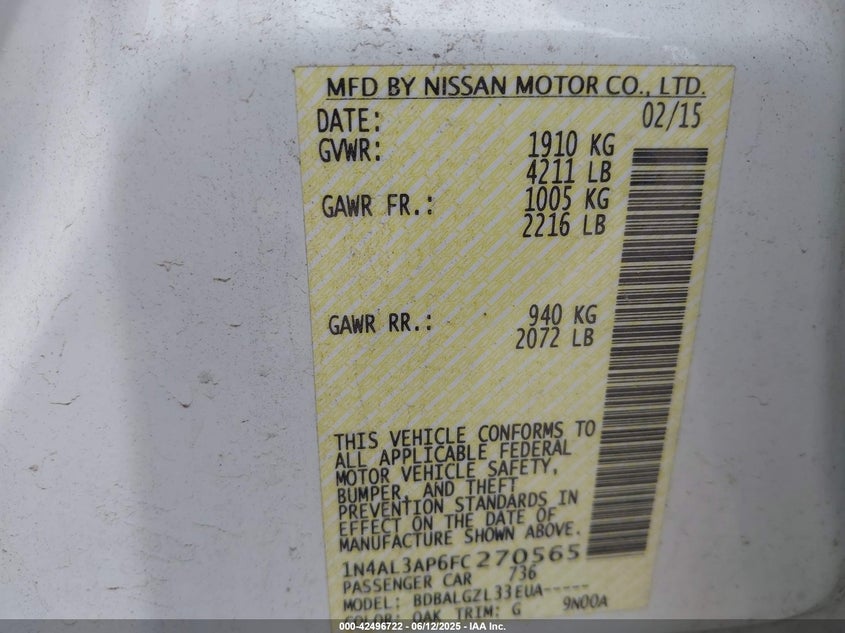 MFD BY NISSAN MOTOR CO., LTD.
DATE: 02/15
GVWR: 1910 KG
4211 LB
GAWR FR.: 1005 KG
2216 LB
GAWR RR.: 940 KG
2072 LB
THIS VEHICLE CONFORMS TO
ALL APPLICABLE FEDERAL
MOTOR VEHICLE SAFETY,
BUMPER, AND THEFT
PREVENTION STANDARDS IN
EFFECT ON THE DATE OF
MANUFACTURE SHOWN ABOVE.
1N4AL3AP6FC270565
PASSENGER CAR 736
MODEL: BDBALGZL33EUA-----
COLOR: QAK TRIM: G 9N00A
000-42496722 - 06/12/2025 - IAA Inc.